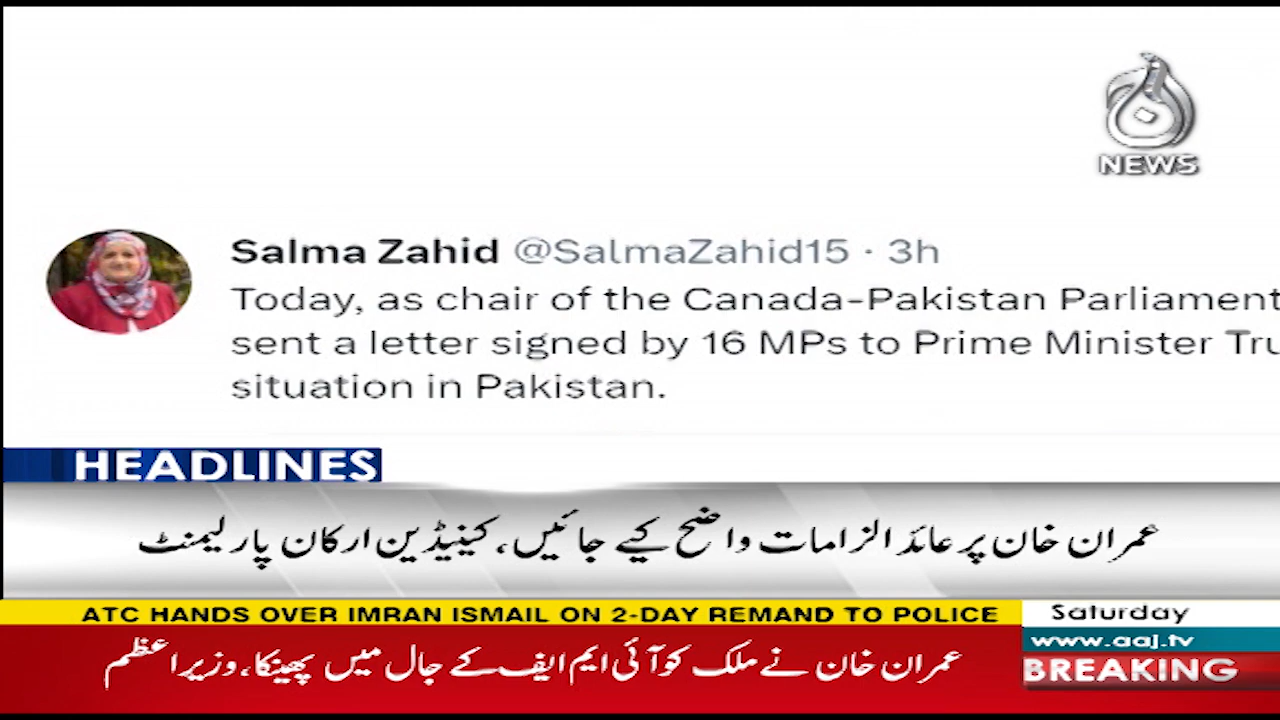 NEWS
Salma Zahid @SalmaZahid15 · 3h
Today, as chair of the Canada-Pakistan Parliament
sent a letter signed by 16 MPs to Prime Minister Tru
situation in Pakistan.
HEADLINES
عمران خان پر عائد الزامات واضح کیے جائیں، کینیڈین ارکان پارلیمنٹ
ATC HANDS OVER IMRAN ISMAIL ON 2-DAY REMAND TO POLICE
Saturday
www.aaj.tv
عمران خان نے ملک کو آئی ایم ایف کے جال میں پھینکا، وزیراعظم
BREAKING